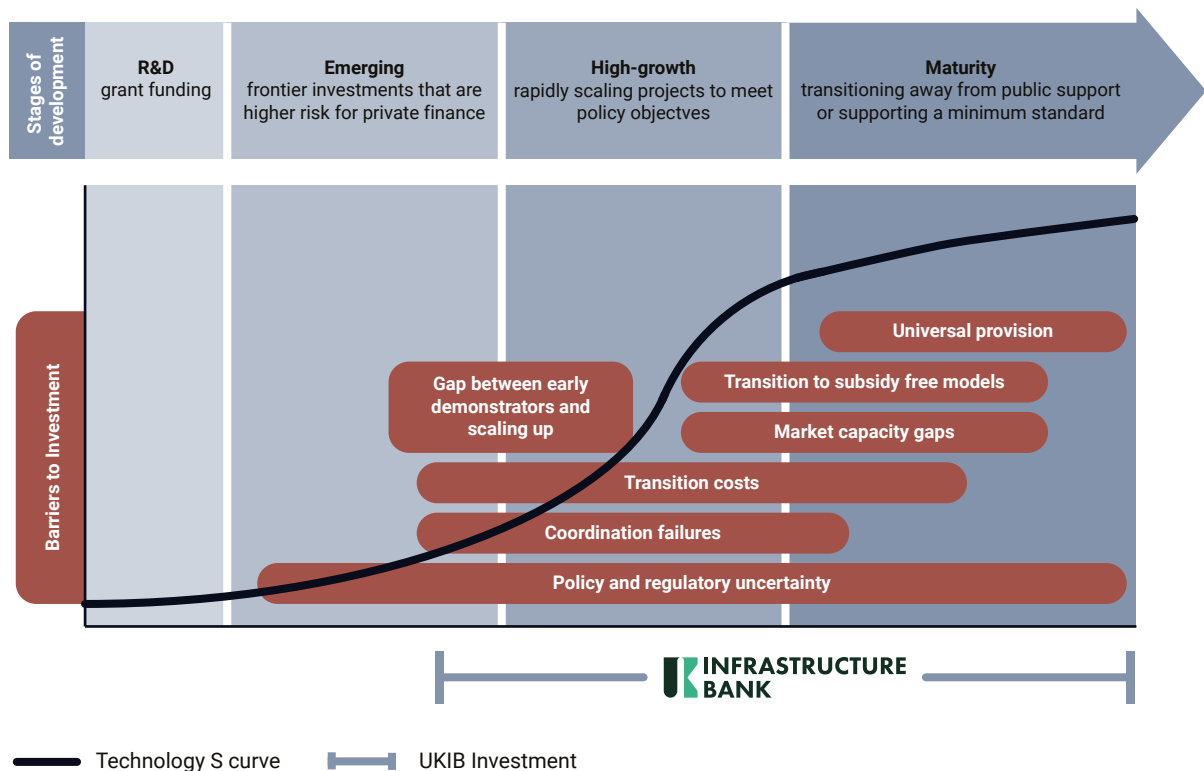 Stages of
development
R&D
grant funding
Emerging
frontier investments that are
higher risk for private finance
High-growth
rapidly scaling projects to meet
policy objectves
Maturity
transitioning away from public support
or supporting a minimum standard
Barriers to Investment
Universal provision
Gap between early
demonstrators and
scaling up
Transition to subsidy free models
Market capacity gaps
Transition costs
Coordination failures
Policy and regulatory uncertainty
UK INFRASTRUCTURE
BANK
Technology S curve
UKIB Investment